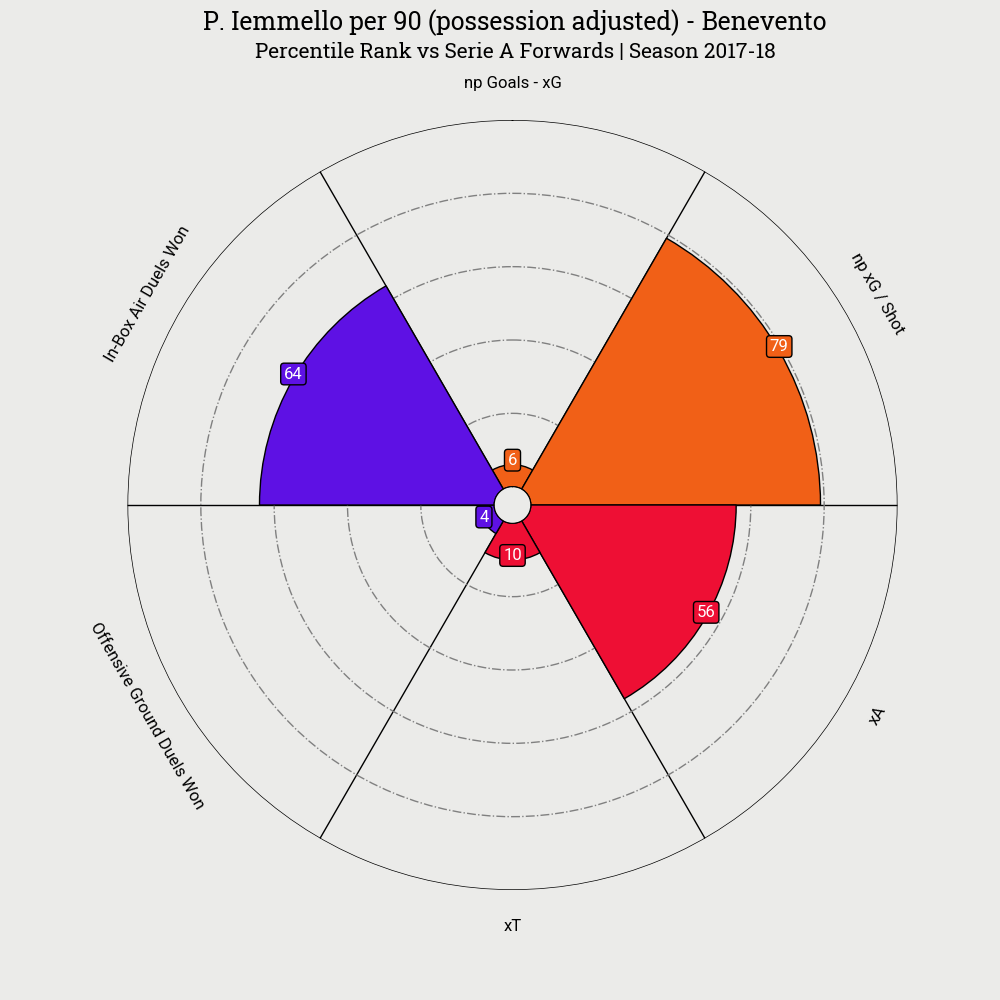 P. Iemmello per 90 (possession adjusted) - Benevento
Percentile Rank vs Serie A Forwards | Season 2017-18
np Goals - xG
np xG / Shot
In-Box Air Duels Won
79
64
6
4
10
56
Offensive Ground Duels Won
xA
xT